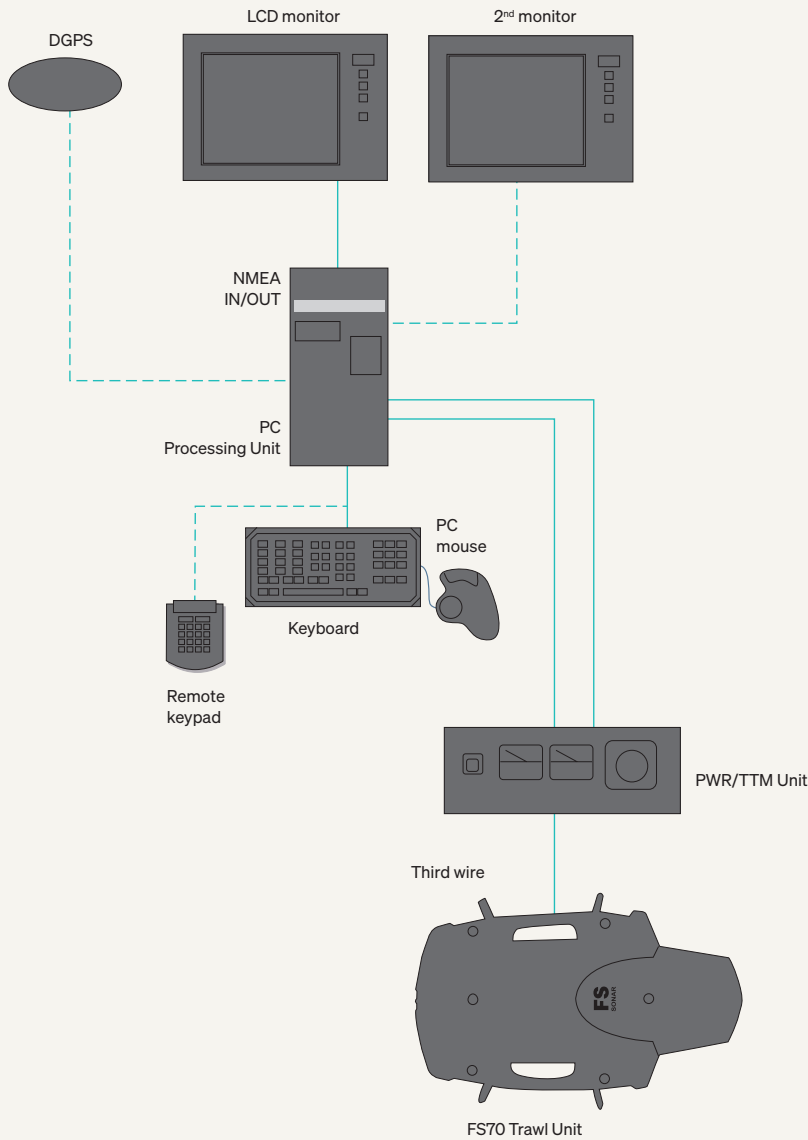 LCD monitor
2nd monitor
DGPS
NMEA
IN/OUT
PC
Processing Unit
PC
mouse
Keyboard
Remote
keypad
PWR/TTM Unit
Third wire
FS
SONAR
FS70 Trawl Unit